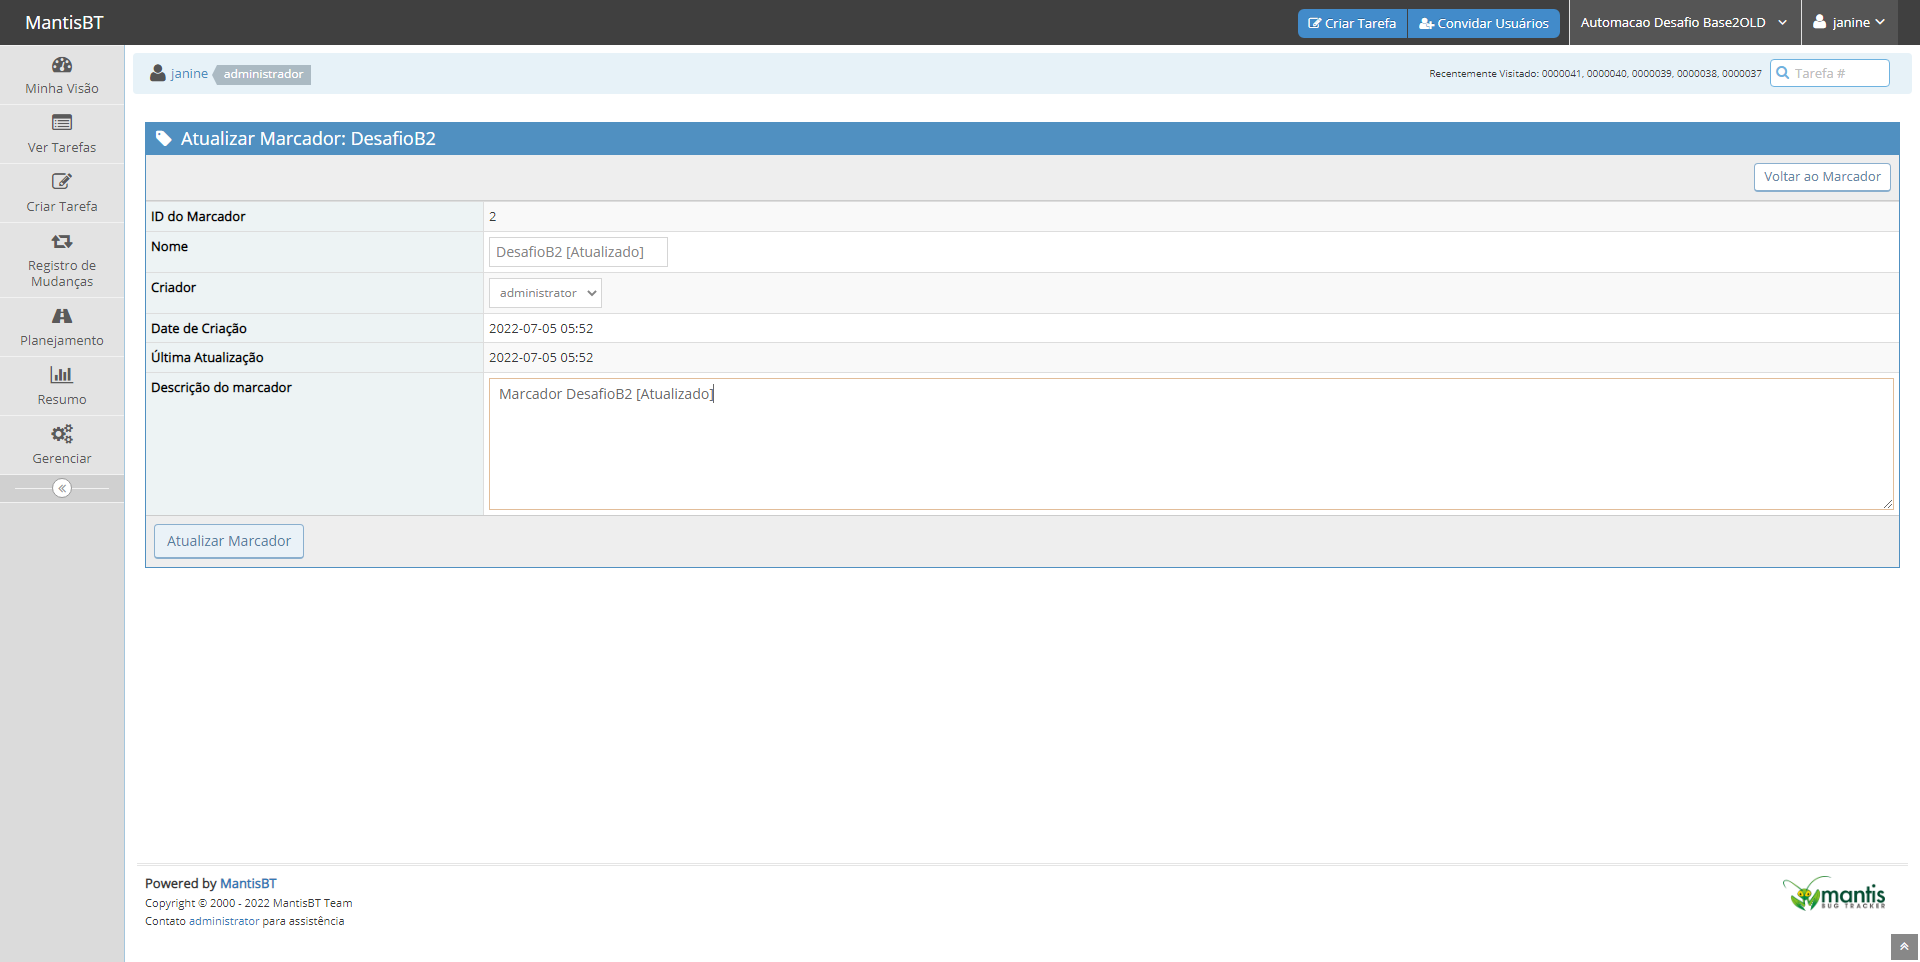 MantisBT
Criar Tarefa
Convidar Usuários
Automacao Desafio Base2OLD
janine
Minha Visão
Ver Tarefas
Criar Tarefa
Registro de
Mudanças
Planejamento
Resumo
Gerenciar
janine administrador
Recentemente Visitado: 0000041, 0000040, 0000039, 0000038, 0000037
Tarefa #
Atualizar Marcador: DesafioB2
Voltar ao Marcador
ID do Marcador 2
Nome DesafioB2 [Atualizado]
Criador administrator
Date de Criação 2022-07-05 05:52
Última Atualização 2022-07-05 05:52
Descrição do marcador Marcador DesafioB2 [Atualizado]
Atualizar Marcador
Powered by MantisBT
Copyright © 2000 - 2022 MantisBT Team
Contato administrator para assistência
mantis
BUG TRACKER